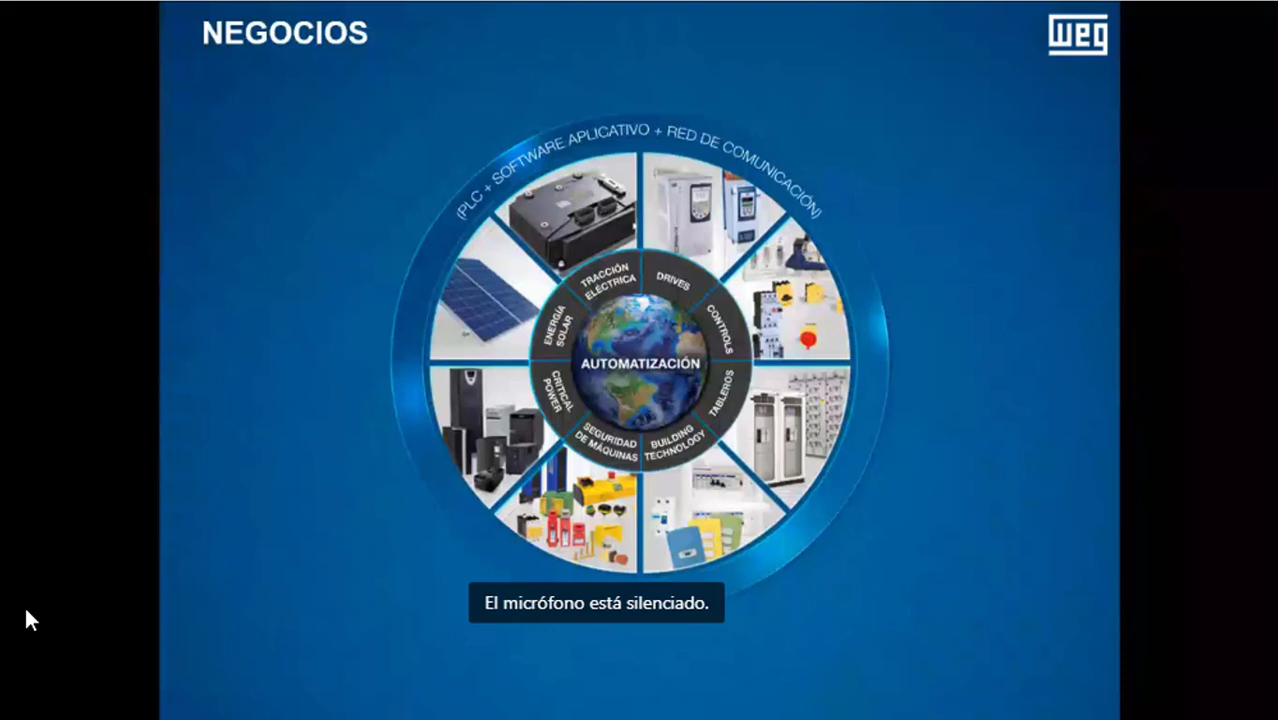 NEGOCIOS
WEG
(PLC + SOFTWARE APLICATIVO + RED DE COMUNICACIÓN)
TRACCIÓN
ELÉCTRICA
DRIVES
CONTROLS
TABLEROS
BUILDING
TECHNOLOGY
SEGURIDAD
DE MÁQUINAS
CRITICAL
POWER
ENERGÍA
SOLAR
AUTOMATIZACIÓN
El micrófono está silenciado.